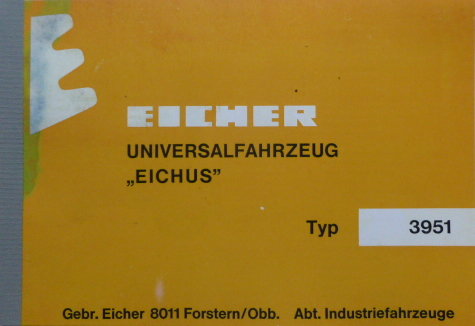 EICHER
UNIVERSALFAHRZEUG
„EICHUS”
Typ 3951
Gebr. Eicher 8011 Forstern/Obb. Abt. Industriefahrzeuge